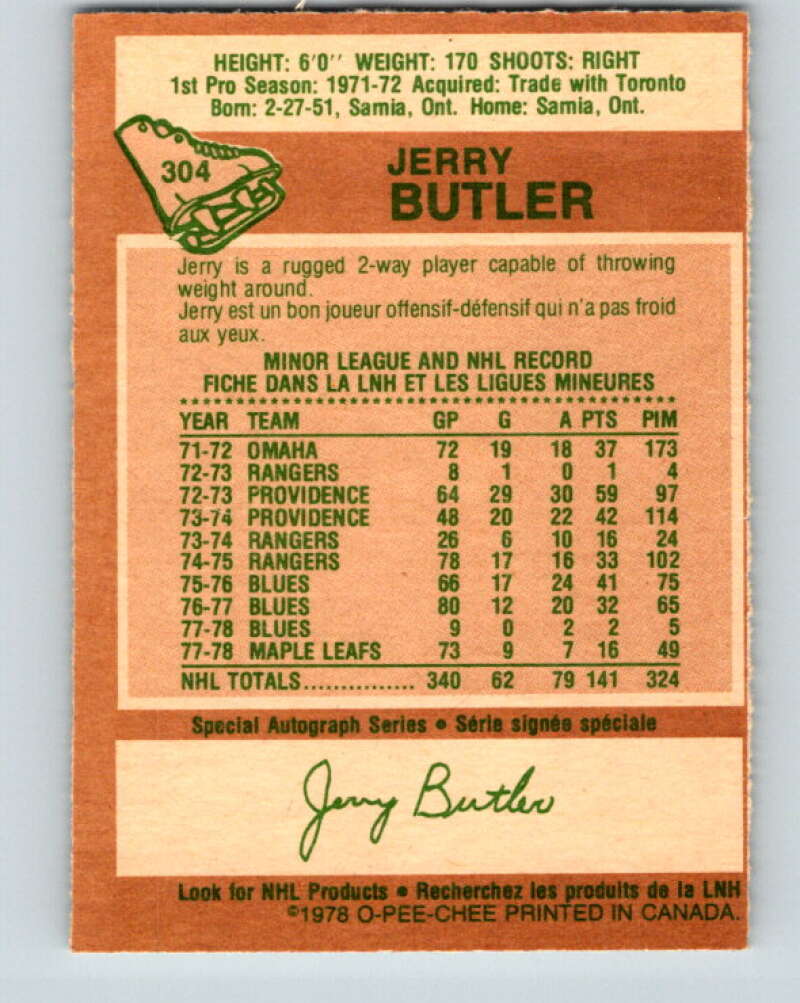 HEIGHT: 6'0'' WEIGHT: 170 SHOOTS: RIGHT
1st Pro Season: 1971-72 Acquired: Trade with Toronto
Born: 2-27-51, Sarnia, Ont. Home: Sarnia, Ont.
304
JERRY
BUTLER
Jerry is a rugged 2-way player capable of throwing
weight around.
Jerry est un bon joueur offensif-défensif qui n'a pas froid
aux yeux.
MINOR LEAGUE AND NHL RECORD
FICHE DANS LA LNH ET LES LIGUES MINEURES
YEAR TEAM GP G A PTS PIM
71-72 OMAHA 72 19 18 37 173
72-73 RANGERS 8 1 0 1 4
72-73 PROVIDENCE 64 29 30 59 97
73-74 PROVIDENCE 48 20 22 42 114
73-74 RANGERS 26 6 10 16 24
74-75 RANGERS 78 17 16 33 102
75-76 BLUES 66 17 24 41 75
76-77 BLUES 80 12 20 32 65
77-78 BLUES 9 0 2 2 5
77-78 MAPLE LEAFS 73 9 7 16 49
NHL TOTALS............... 340 62 79 141 324
Special Autograph Series • Série signée spéciale
Jerry Butler
Look for NHL Products • Recherchez les produits de la LNH
©1978 O-PEE-CHEE PRINTED IN CANADA.